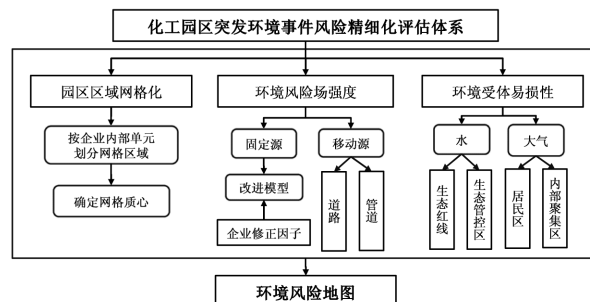 化工园区突发环境事件风险精细化评估体系
园区区域网格化
环境风险场强度
环境受体易损性
按企业内部单元
划分网格区域
固定源
移动源
水
大气
确定网格质心
改进模型
企业修正因子
道路
管道
生态红线
生态管控区
居民区
内部聚集区
环境风险地图